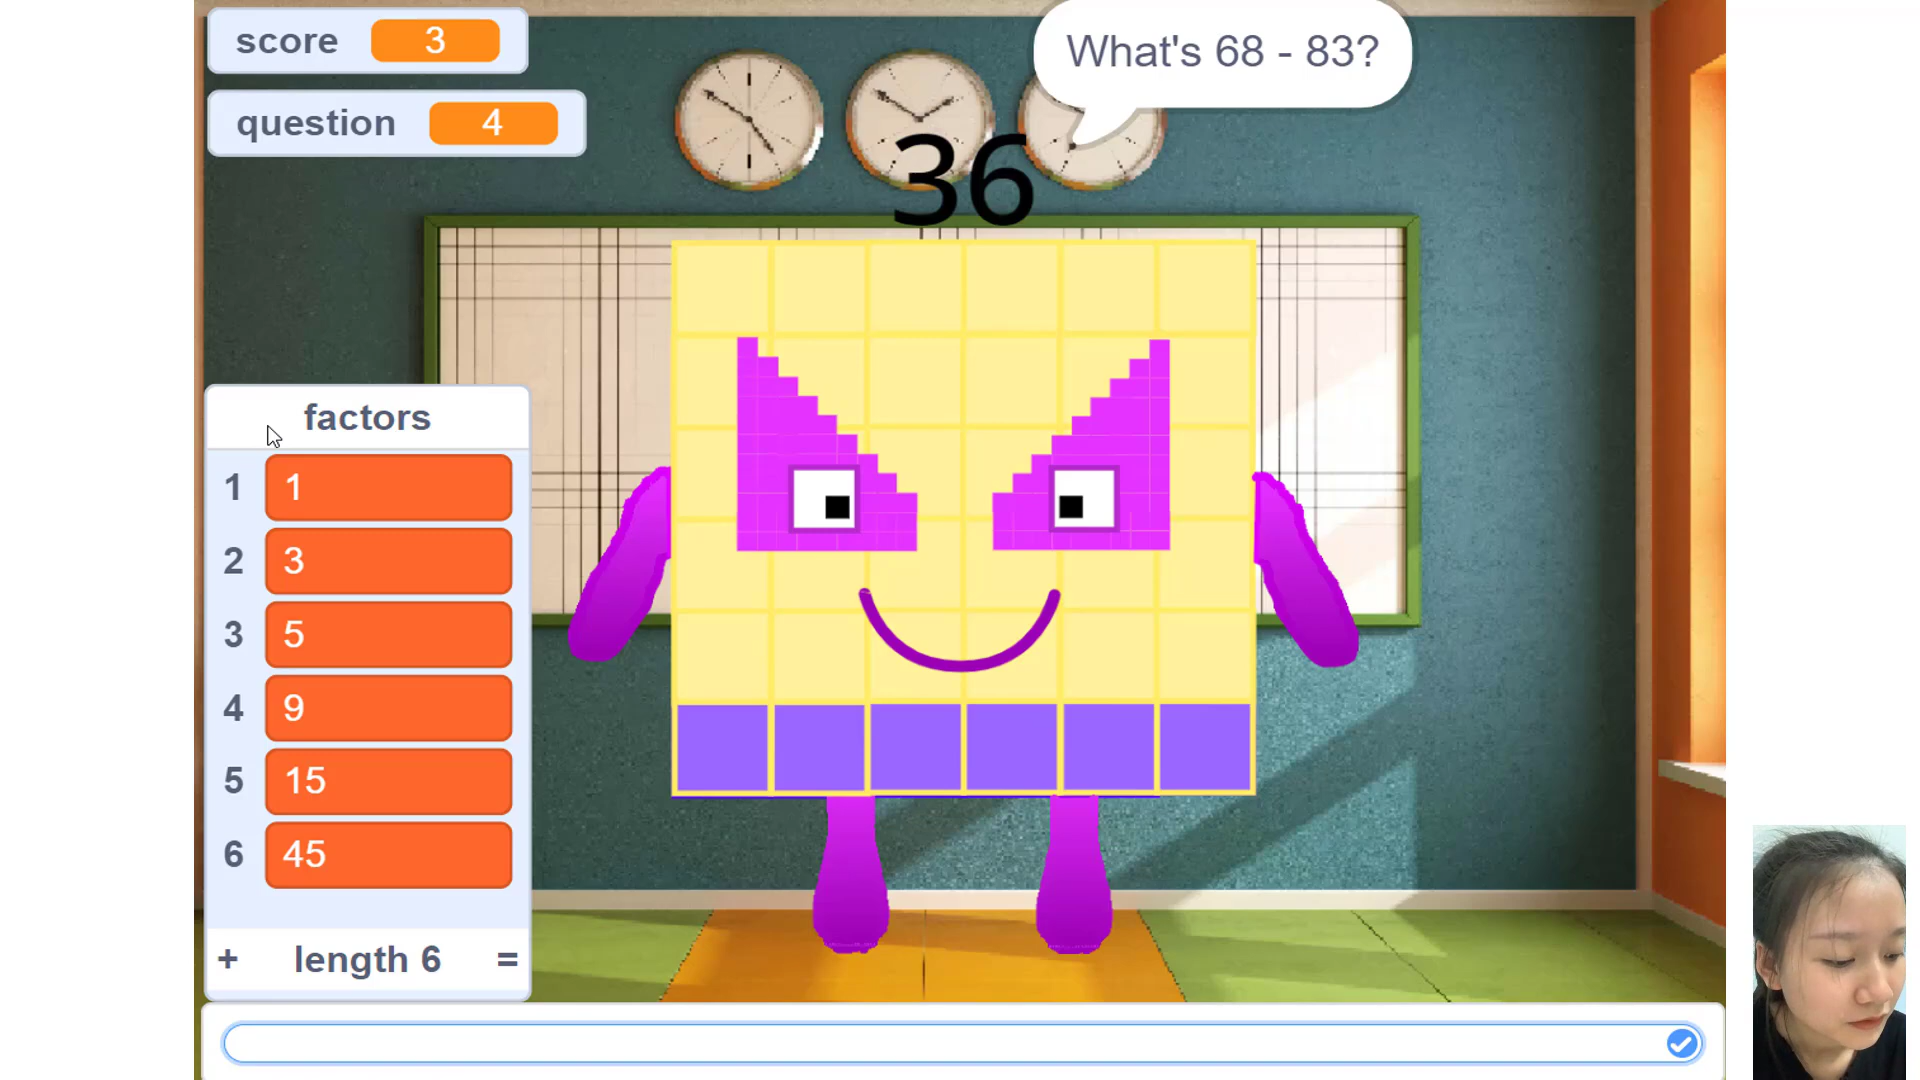 score 3
question 4
What's 68 - 83?
36
factors
1 1
2 3
3 5
4 9
5 15
6 45
+ length 6 =